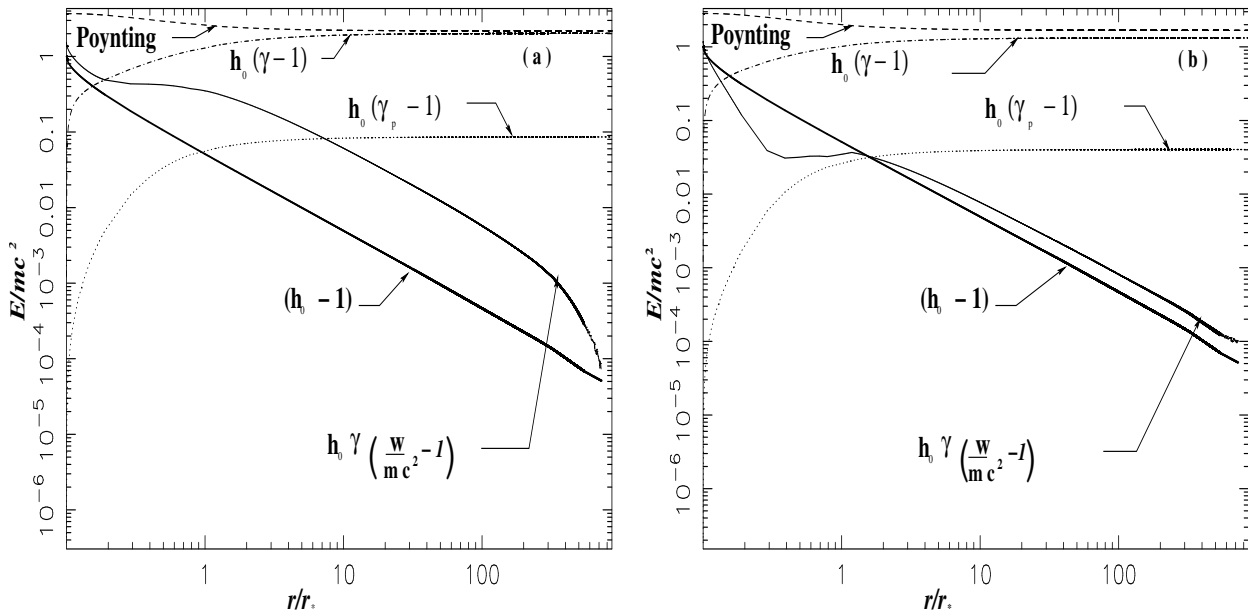 Poynting
h₀ (γ − 1)
(a)
h₀ (γₚ − 1)
(h₀ − 1)
h₀ γ ( w/mc² − 1 )
E/mc²
1
0.1
0.01
10⁻³
10⁻⁴
10⁻⁵
10⁻⁶
1 10 100
r/r*
Poynting
h₀ (γ − 1)
(b)
h₀ (γₚ − 1)
(h₀ − 1)
h₀ γ ( w/mc² − 1 )
E/mc²
1
0.1
0.01
10⁻³
10⁻⁴
10⁻⁵
10⁻⁶
1 10 100
r/r*